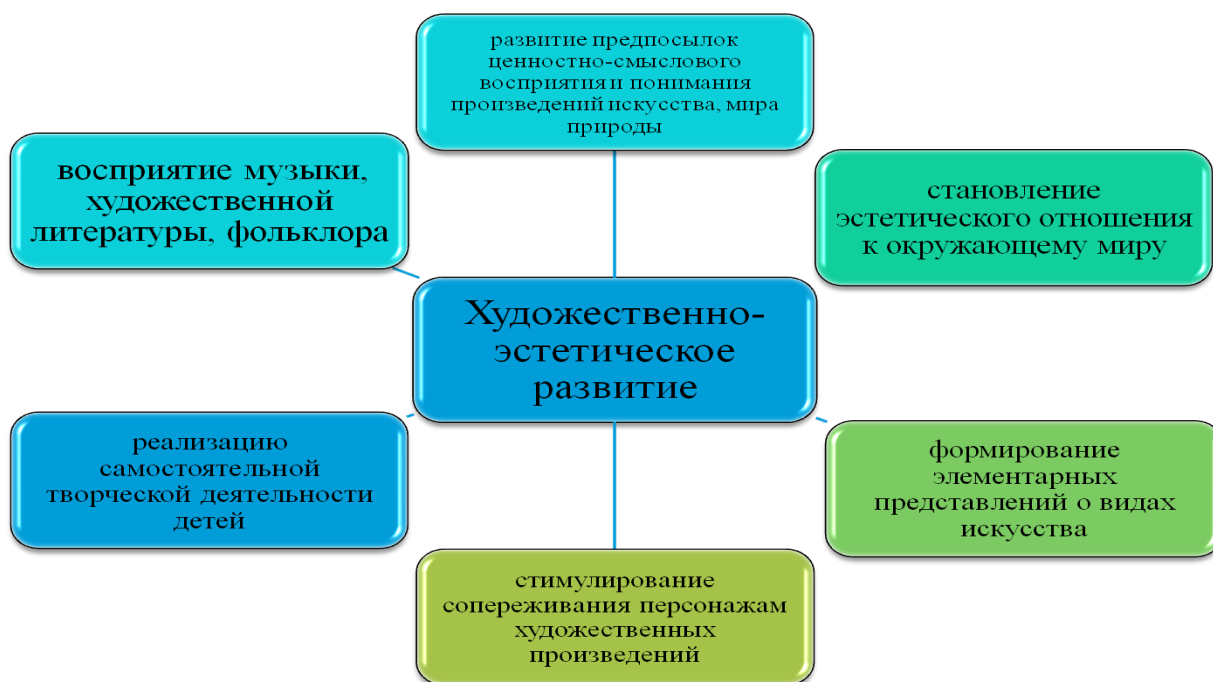 развитие предпосылок
ценностно-смыслового
восприятия и понимания
произведений искусства, мира
природы
восприятие музыки,
художественной
литературы, фольклора
становление
эстетического отношения
к окружающему миру
Художественно-
эстетическое
развитие
реализацию
самостоятельной
творческой деятельности
детей
формирование
элементарных
представлений о видах
искусства
стимулирование
сопереживания персонажам
художественных
произведений